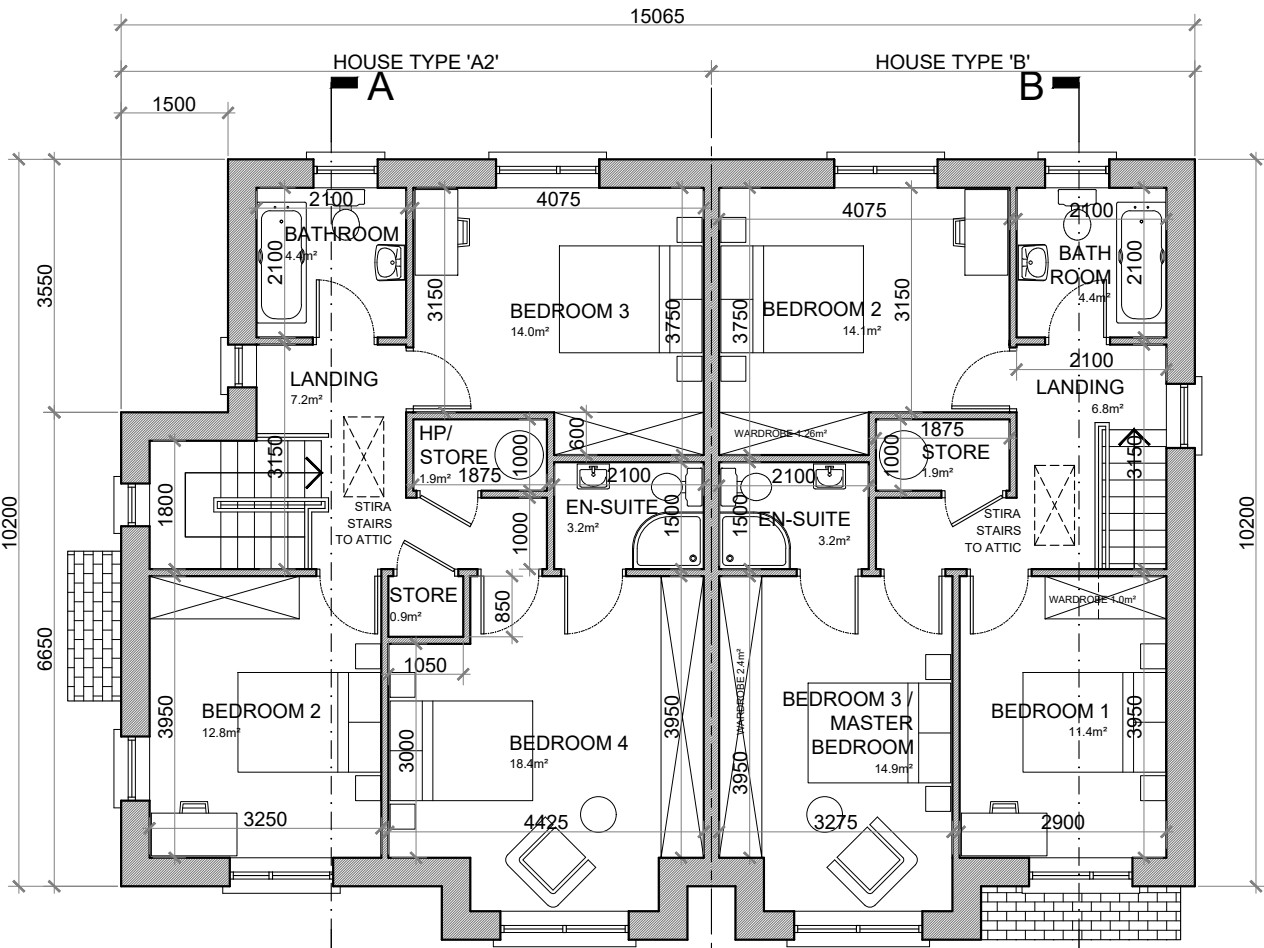 15065
HOUSE TYPE 'A2'
HOUSE TYPE 'B'
A
B
1500
2100
4075
4075
2100
BATHROOM
4.4m²
2100
3150
BEDROOM 3
14.0m²
3750
3750
BEDROOM 2
14.1m²
3150
BATH
ROOM
4.4m²
2100
3550
10200
10200
6650
LANDING
7.2m²
2100
LANDING
6.8m²
HP/
STORE
1.9m²
1875
1000
600
WARDROBE 1.26m²
1875
STORE
1.9m²
1000
3150
3150
1800
STIRA
STAIRS
TO ATTIC
STIRA
STAIRS
TO ATTIC
2100
EN-SUITE
3.2m²
1500
1000
2100
EN-SUITE
3.2m²
1500
STORE
0.9m²
850
1050
WARDROBE 1.0m²
WARDROBE 2.4m²
BEDROOM 2
12.8m²
3950
BEDROOM 4
18.4m²
3000
3950
BEDROOM 3 /
MASTER
BEDROOM
14.9m²
3950
BEDROOM 1
11.4m²
3950
3250
4425
3275
2900